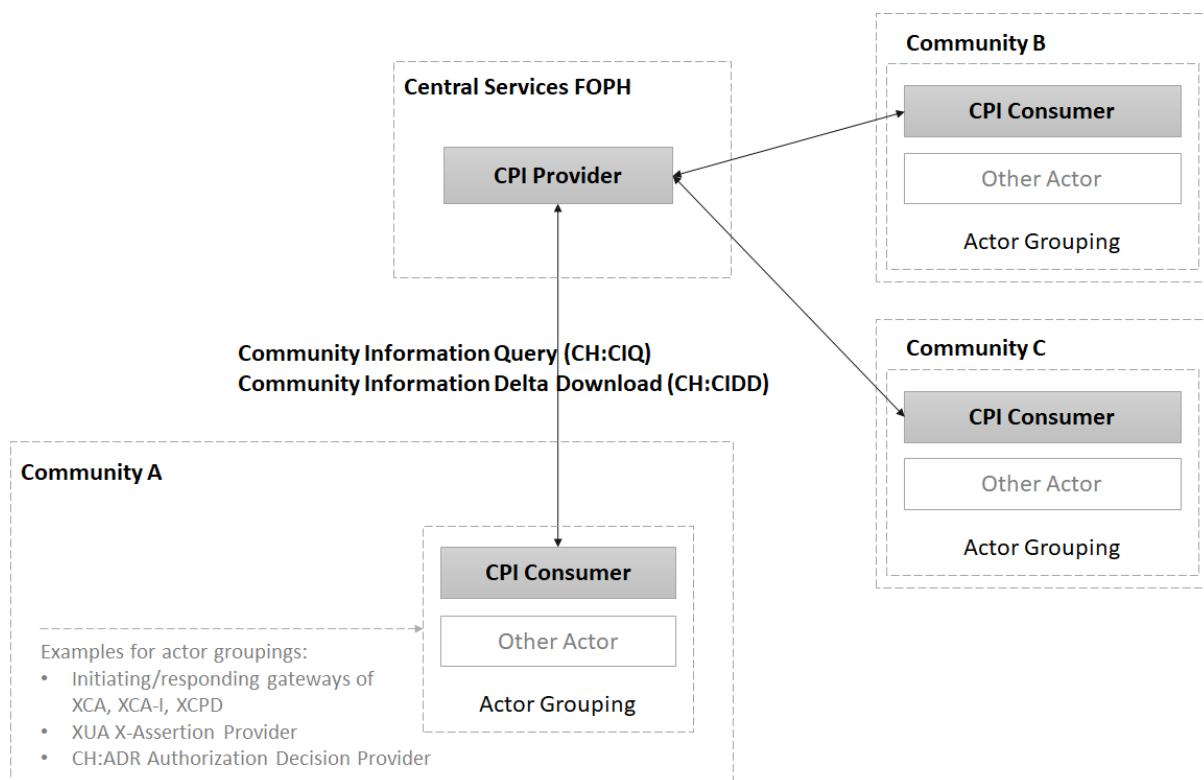 Central Services FOPH
CPI Provider
Community B
CPI Consumer
Other Actor
Actor Grouping
Community C
CPI Consumer
Other Actor
Actor Grouping
Community Information Query (CH:CIQ)
Community Information Delta Download (CH:CIDD)
Community A
CPI Consumer
Other Actor
Actor Grouping
Examples for actor groupings:
• Initiating/responding gateways of
XCA, XCA-I, XCPD
• XUA X-Assertion Provider
• CH:ADR Authorization Decision Provider